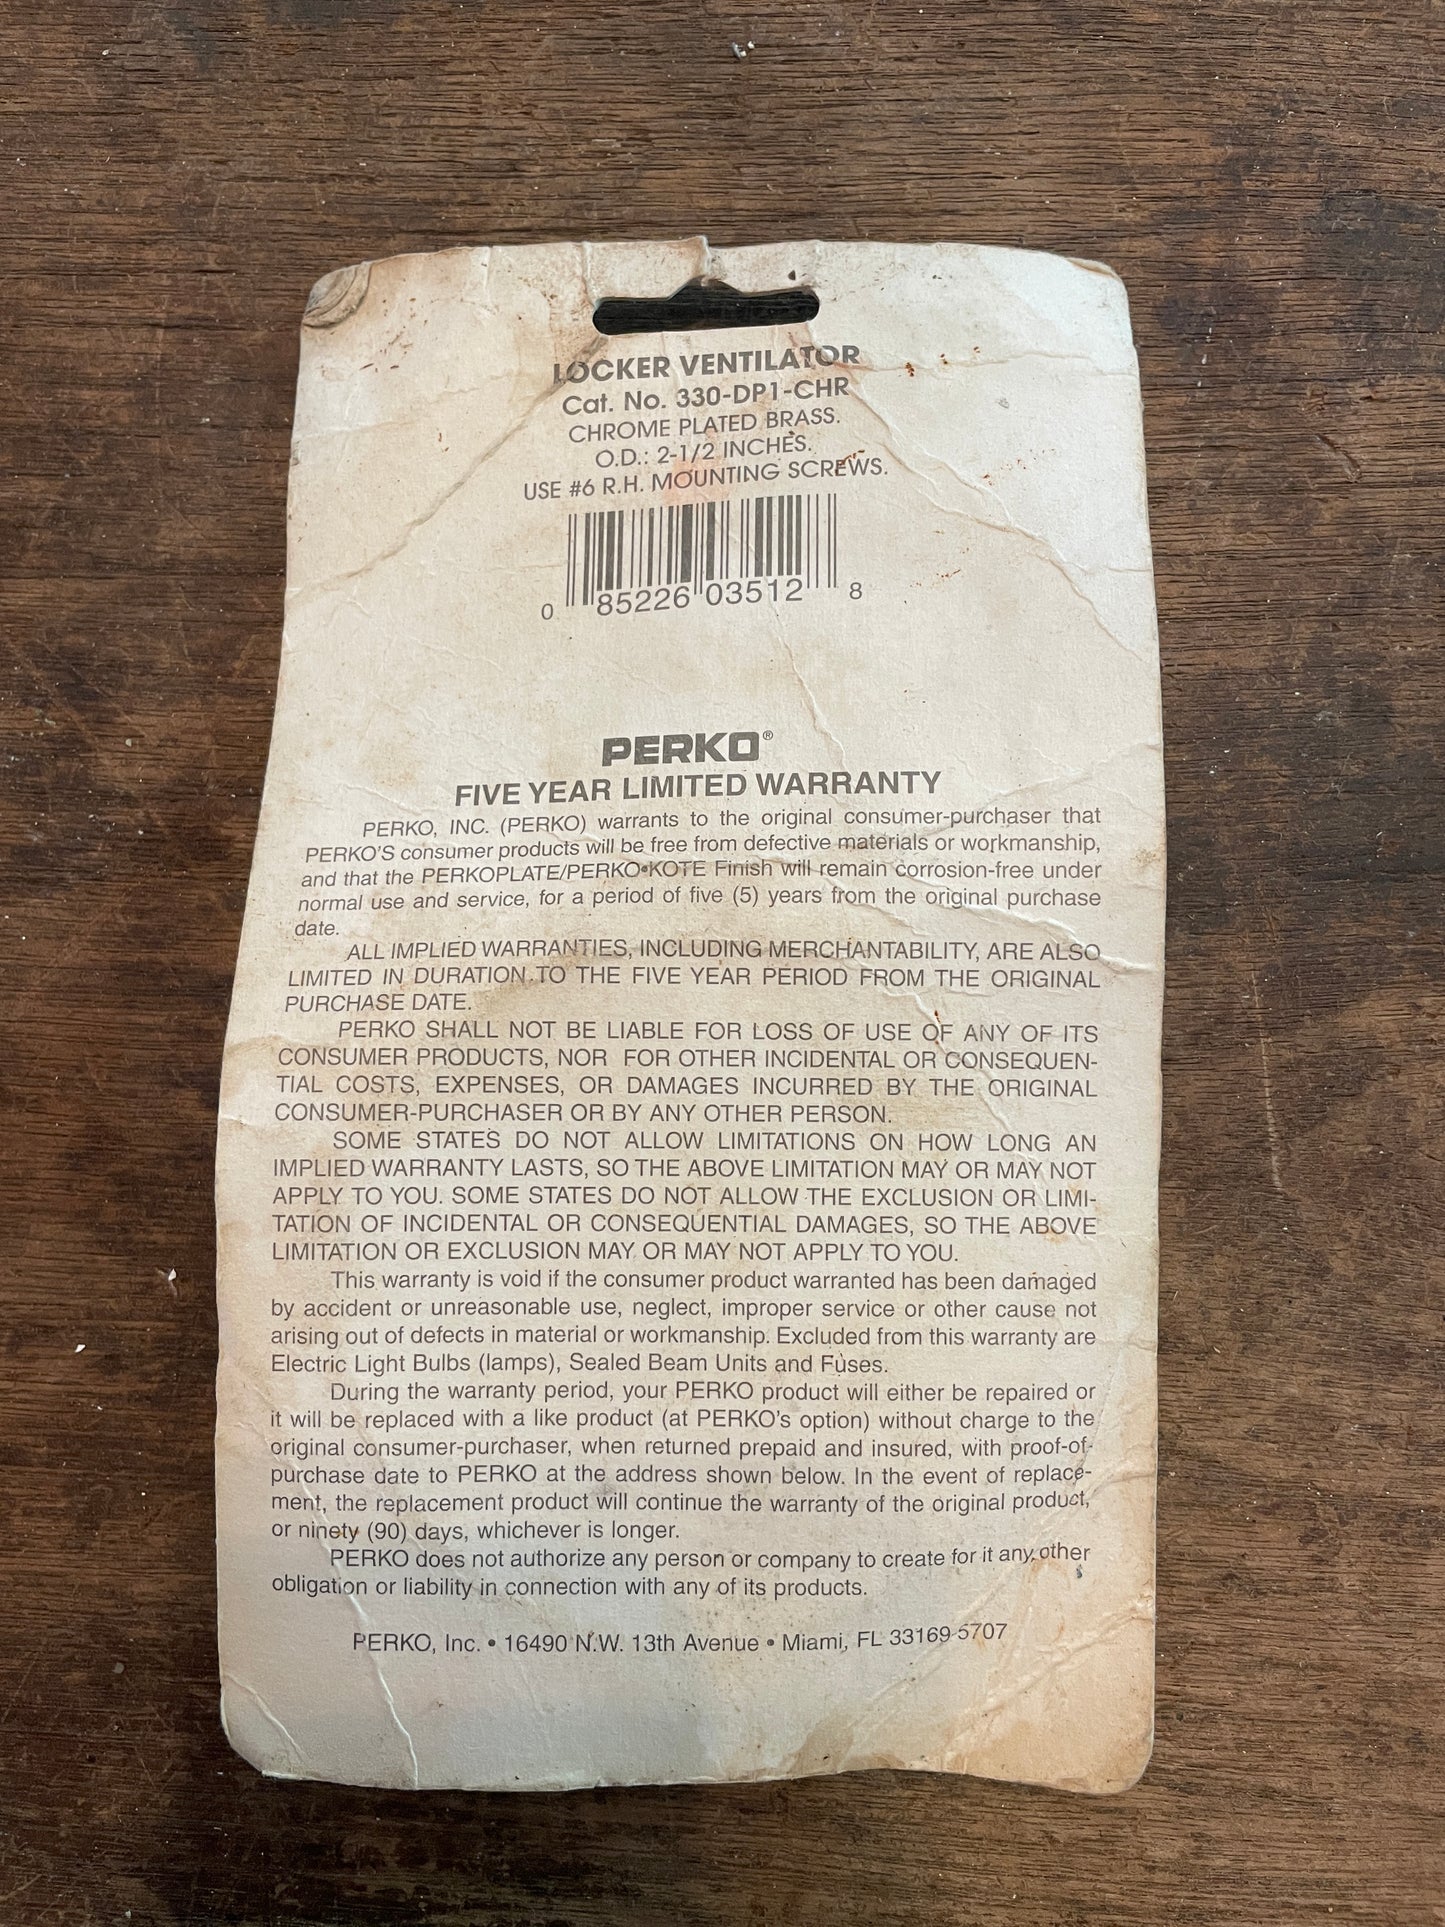 LOCKER VENTILATOR
Cat. No. 330-DP1-CHR
CHROME PLATED BRASS.
O.D.: 2-1/2 INCHES.
USE #6 R.H. MOUNTING SCREWS.
0 85226 03512 8
PERKO®
FIVE YEAR LIMITED WARRANTY
PERKO, INC. (PERKO) warrants to the original consumer-purchaser that
PERKO'S consumer products will be free from defective materials or workmanship,
and that the PERKOPLATE/PERKO•KOTE Finish will remain corrosion-free under
normal use and service, for a period of five (5) years from the original purchase
date.
ALL IMPLIED WARRANTIES, INCLUDING MERCHANTABILITY, ARE ALSO
LIMITED IN DURATION TO THE FIVE YEAR PERIOD FROM THE ORIGINAL
PURCHASE DATE.
PERKO SHALL NOT BE LIABLE FOR LOSS OF USE OF ANY OF ITS
CONSUMER PRODUCTS, NOR FOR OTHER INCIDENTAL OR CONSEQUEN-
TIAL COSTS, EXPENSES, OR DAMAGES INCURRED BY THE ORIGINAL
CONSUMER-PURCHASER OR BY ANY OTHER PERSON.
SOME STATES DO NOT ALLOW LIMITATIONS ON HOW LONG AN
IMPLIED WARRANTY LASTS, SO THE ABOVE LIMITATION MAY OR MAY NOT
APPLY TO YOU. SOME STATES DO NOT ALLOW THE EXCLUSION OR LIMI-
TATION OF INCIDENTAL OR CONSEQUENTIAL DAMAGES, SO THE ABOVE
LIMITATION OR EXCLUSION MAY OR MAY NOT APPLY TO YOU.
This warranty is void if the consumer product warranted has been damaged
by accident or unreasonable use, neglect, improper service or other cause not
arising out of defects in material or workmanship. Excluded from this warranty are
Electric Light Bulbs (lamps), Sealed Beam Units and Fuses.
During the warranty period, your PERKO product will either be repaired or
it will be replaced with a like product (at PERKO's option) without charge to the
original consumer-purchaser, when returned prepaid and insured, with proof-of-
purchase date to PERKO at the address shown below. In the event of replace-
ment, the replacement product will continue the warranty of the original product,
or ninety (90) days, whichever is longer.
PERKO does not authorize any person or company to create for it any other
obligation or liability in connection with any of its products.
PERKO, Inc. • 16490 N.W. 13th Avenue • Miami, FL 33169-5707